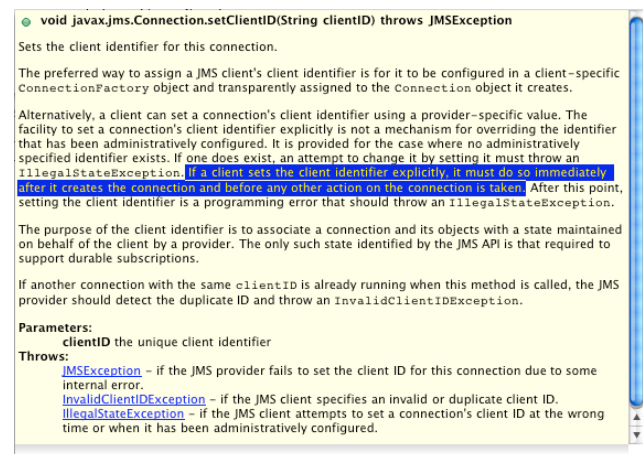 void javax.jms.Connection.setClientID(String clientID) throws JMSException
Sets the client identifier for this connection.
The preferred way to assign a JMS client's client identifier is for it to be configured in a client-specific
ConnectionFactory object and transparently assigned to the Connection object it creates.
Alternatively, a client can set a connection's client identifier using a provider-specific value. The
facility to set a connection's client identifier explicitly is not a mechanism for overriding the identifier
that has been administratively configured. It is provided for the case where no administratively
specified identifier exists. If one does exist, an attempt to change it by setting it must throw an
IllegalStateException. If a client sets the client identifier explicitly, it must do so immediately
after it creates the connection and before any other action on the connection is taken. After this point,
setting the client identifier is a programming error that should throw an IllegalStateException.
The purpose of the client identifier is to associate a connection and its objects with a state maintained
on behalf of the client by a provider. The only such state identified by the JMS API is that required to
support durable subscriptions.
If another connection with the same clientID is already running when this method is called, the JMS
provider should detect the duplicate ID and throw an InvalidClientIDException.
Parameters:
clientID the unique client identifier
Throws:
JMSException - if the JMS provider fails to set the client ID for this connection due to some
internal error.
InvalidClientIDException - if the JMS client specifies an invalid or duplicate client ID.
IllegalStateException - if the JMS client attempts to set a connection's client ID at the wrong
time or when it has been administratively configured.